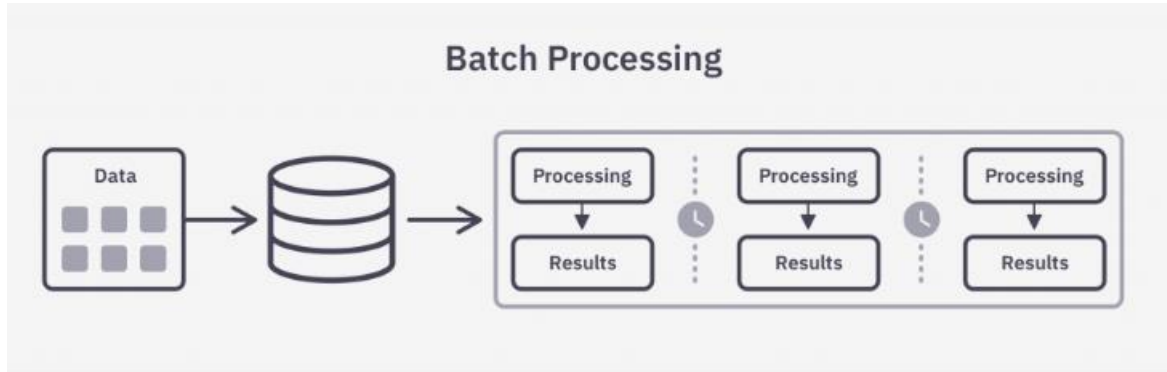 Batch Processing
Data
Processing
Processing
Processing
Results
Results
Results